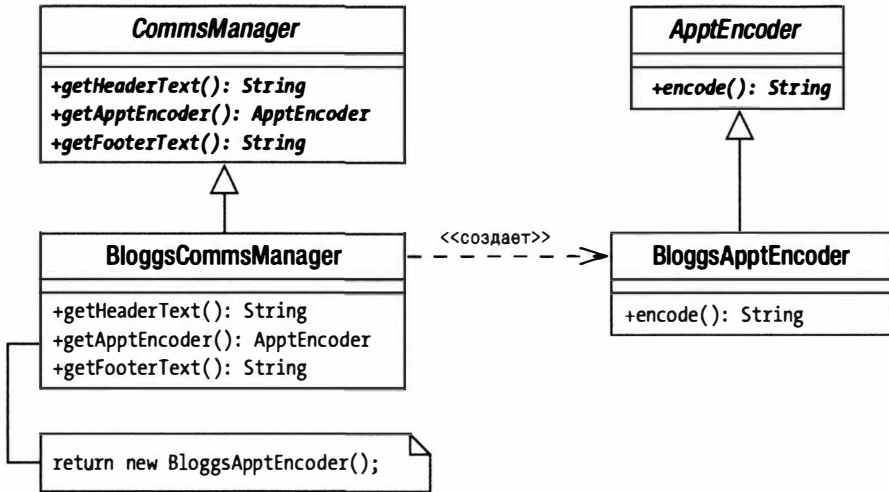 CommsManager
+getHeaderText(): String
+getApptEncoder(): ApptEncoder
+getFooterText(): String
ApptEncoder
+encode(): String
BloggsCommsManager
+getHeaderText(): String
+getApptEncoder(): ApptEncoder
+getFooterText(): String
<<создает>>
BloggsApptEncoder
+encode(): String
return new BloggsApptEncoder();